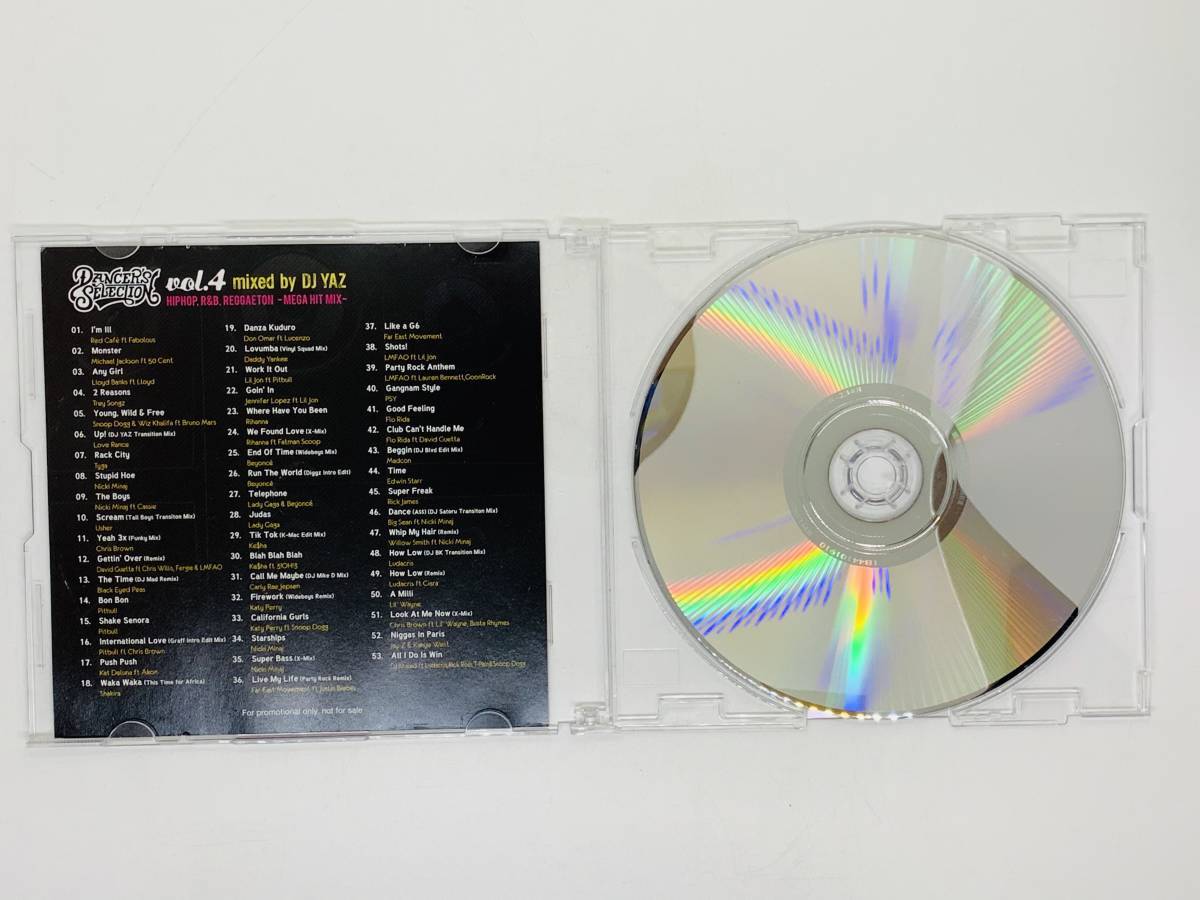 DANCER'S
SELECTION
vol.4 mixed by DJ YAZ
HIPHOP, R&B, REGGAETON -MEGA HIT MIX-
01. I'm Ill
Red Café ft Fabolous
02. Monster
Michael Jackson ft 50 Cent
03. Any Girl
Lloyd Banks ft Lloyd
04. 2 Reasons
Trey Songz
05. Young, Wild & Free
Snoop Dogg & Wiz Khalifa ft Bruno Mars
06. Up! (DJ YAZ Transition Mix)
Love Rance
07. Rack City
Tyga
08. Stupid Hoe
Nicki Minaj
09. The Boys
Nicki Minaj ft Cassie
10. Scream (Tall Boys Transiton Mix)
Usher
11. Yeah 3x (Funky Mix)
Chris Brown
12. Gettin' Over (Remix)
David Guetta ft Chris Willis, Fergie & LMFAO
13. The Time (DJ Mad Remix)
Black Eyed Peas
14. Bon Bon
Pitbull
15. Shake Senora
Pitbull
16. International Love (Graff Intro Edit Mix)
Pitbull ft Chris Brown
17. Push Push
Kat Deluna ft Akon
18. Waka Waka (This Time for Africa)
Shakira
19. Danza Kuduro
Don Omar ft Lucenzo
20. Lovumba (Vinyl Squad Mix)
Daddy Yankee
21. Work It Out
Lil Jon ft Pitbull
22. Goin' In
Jennifer Lopez ft Lil Jon
23. Where Have You Been
Rihanna
24. We Found Love (X-Mix)
Rihanna ft Fatman Scoop
25. End Of Time (Wideboys Mix)
Beyoncé
26. Run The World (Diggz Intro Edit)
Beyoncé
27. Telephone
Lady Gaga & Beyoncé
28. Judas
Lady Gaga
29. Tik Tok (K-Mac Edit Mix)
Ke$ha
30. Blah Blah Blah
Ke$ha ft 3!OH!3
31. Call Me Maybe (DJ Mike D Mix)
Carly Rae Jepsen
32. Firework (Wideboys Remix)
Katy Perry
33. California Gurls
Katy Perry ft Snoop Dogg
34. Starships
Nicki Minaj
35. Super Bass (X-Mix)
Nicki Minaj
36. Live My Life (Party Rock Remix)
Far East Movement ft Justin Bieber
37. Like a G6
Far East Movement
38. Shots!
LMFAO ft Lil Jon
39. Party Rock Anthem
LMFAO ft Lauren Bennett,GoonRock
40. Gangnam Style
PSY
41. Good Feeling
Flo Rida
42. Club Can't Handle Me
Flo Rida ft David Guetta
43. Beggin (DJ Blvd Edit Mix)
Madcon
44. Time
Edwin Starr
45. Super Freak
Rick James
46. Dance (ASS) (DJ Satoru Transiton Mix)
Big Sean ft Nicki Minaj
47. Whip My Hair (Remix)
Willow Smith ft Nicki Minaj
48. How Low (DJ BK Transition Mix)
Ludacris
49. How Low (Remix)
Ludacris ft Ciara
50. A Milli
Lil' Wayne
51. Look At Me Now (X-Mix)
Chris Brown ft Lil' Wayne, Busta Rhymes
52. Niggas In Paris
Jay-Z & Kanye West
53. All I Do Is Win
DJ Khaled ft Ludacris,Rick Ross,T-Pain&Snoop Dogg
For promotional only, not for sale